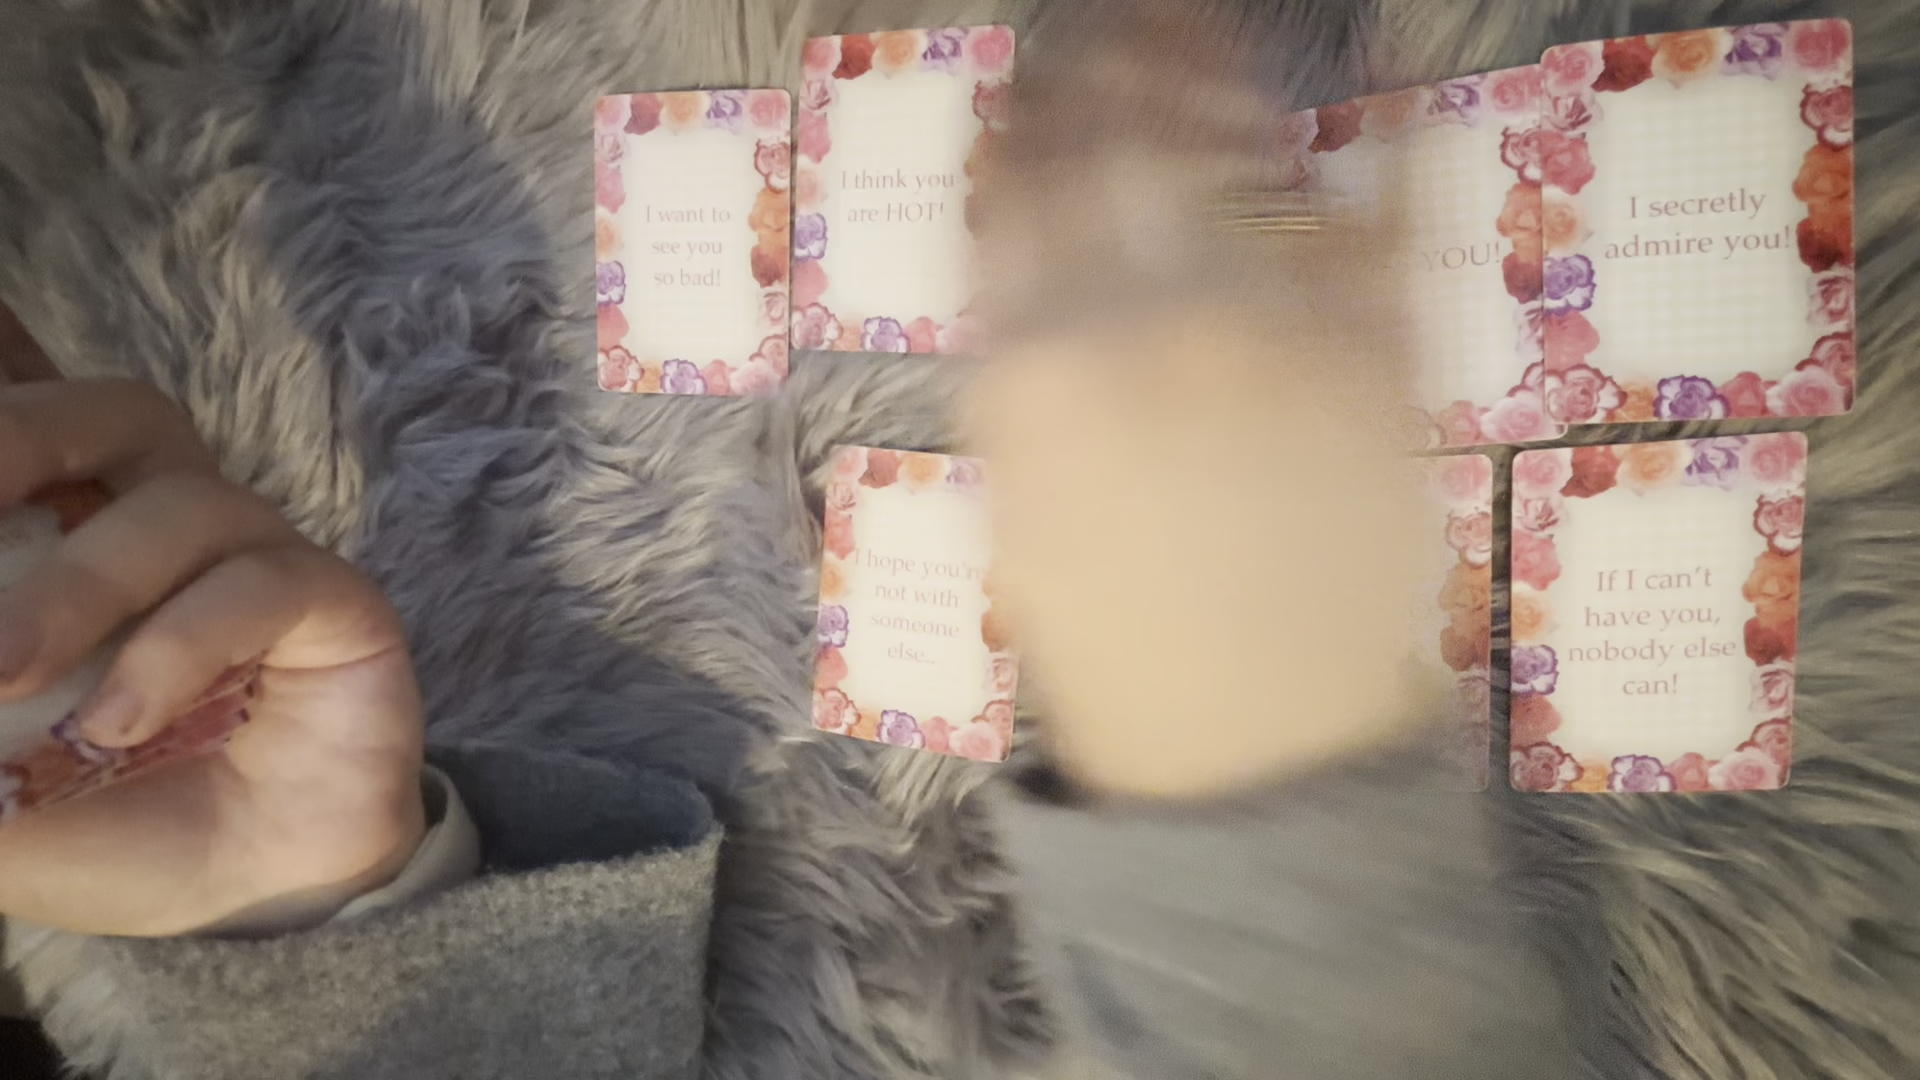 I want to
see you
so bad!
I think you
are HOT!
YOU!
I secretly
admire you!
I hope you're
not with
someone
else..
If I can't
have you,
nobody else
can!